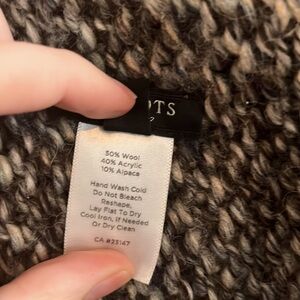 OTS
50% Wool
40% Acrylic
10% Alpaca
Hand Wash Cold
Do Not Bleach
Reshape,
Lay Flat To Dry
Cool Iron, If Needed
Or Dry Clean
CA #33147